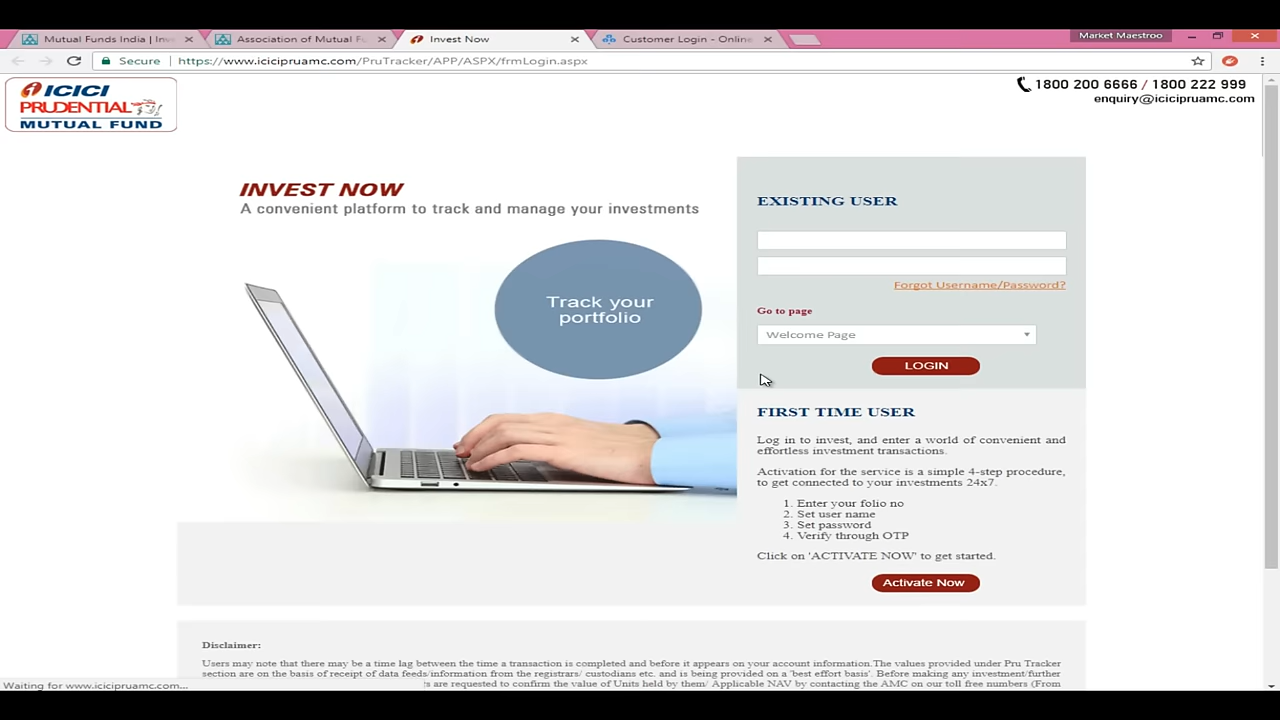 Mutual Funds India | Inv
Association of Mutual F
Invest Now
Customer Login - Online
Market Maestroo
Secure
https://www.icicipruamc.com/PruTracker/APP/ASPX/frmLogin.aspx
ICICI
PRUDENTIAL
MUTUAL FUND
1800 200 6666 / 1800 222 999
enquiry@icicipruamc.com
INVEST NOW
A convenient platform to track and manage your investments
Track your
portfolio
EXISTING USER
Forgot Username/Password?
Go to page
Welcome Page
LOGIN
FIRST TIME USER
Log in to invest, and enter a world of convenient and
effortless investment transactions.
Activation for the service is a simple 4-step procedure,
to get connected to your investments 24x7.
1. Enter your folio no
2. Set user name
3. Set password
4. Verify through OTP
Click on 'ACTIVATE NOW' to get started.
Activate Now
Disclaimer:
Users may note that there may be a time lag between the time a transaction is completed and before it appears on your account information.The values provided under Pru Tracker
section are on the basis of receipt of data feeds/information from the registrars/ custodians etc. and is being provided on a 'best effort basis'. Before making any investment/further
are requested to confirm the value of Units held by them/ Applicable NAV by contacting the AMC on our toll free numbers (From
Waiting for www.icicipruamc.com...